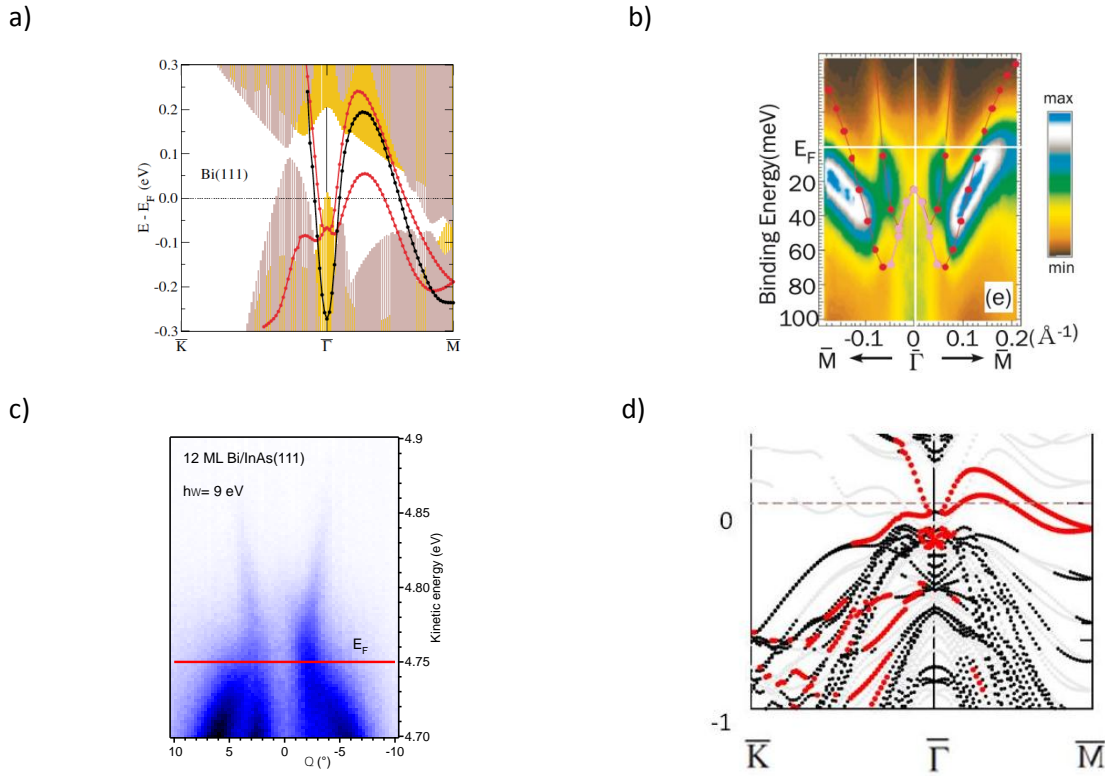 a)
0.3
0.2
0.1
0.0
-0.1
-0.2
-0.3
E - E_F (eV)
Bi(111)
K̅
Γ̅
M̅
b)
E_F
20
40
60
80
100
Binding Energy(meV)
(e)
max
min
-0.1 0 0.1 0.2 (Å⁻¹)
M̅ ← Γ̅ → M̅
c)
12 ML Bi/InAs(111)
hw= 9 eV
E_F
4.9
4.85
4.80
4.75
4.70
Kinetic energy (eV)
10 5 0 -5 -10
Q (°)
d)
0
-1
K̅ Γ̅ M̅